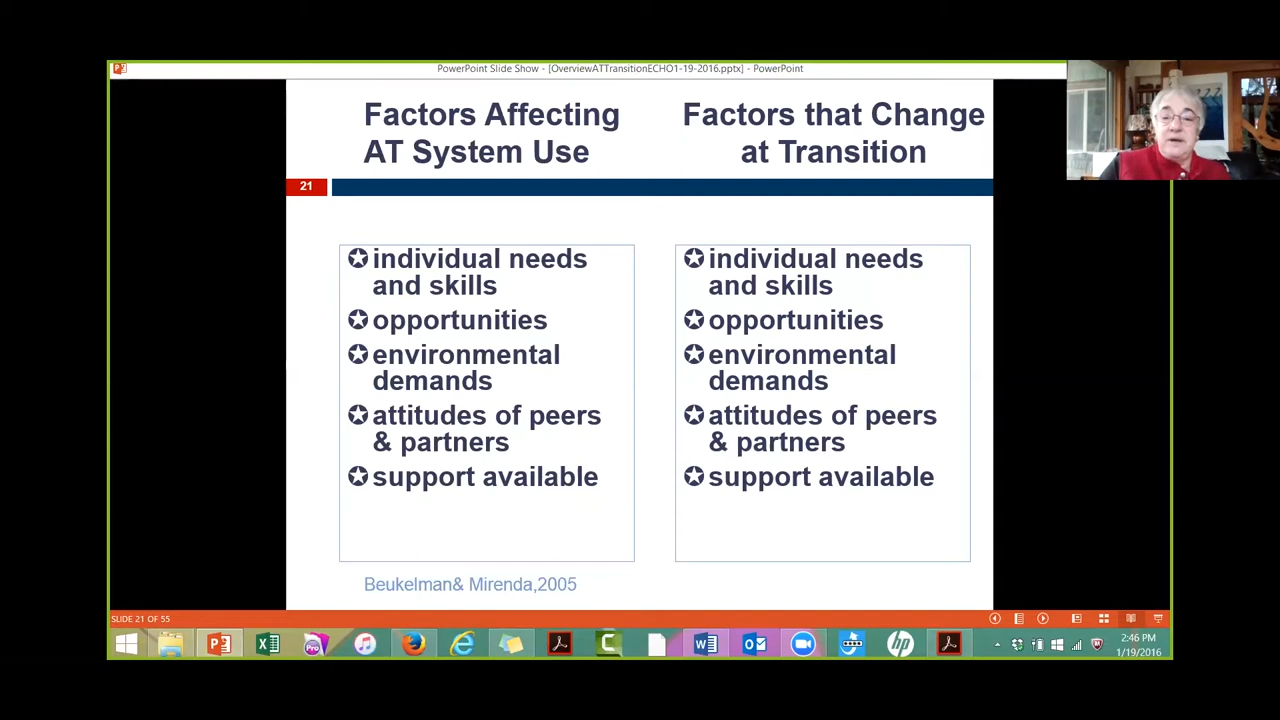 PowerPoint Slide Show - [OverviewATTransitionECHO1-19-2016.pptx] - PowerPoint
Factors Affecting
AT System Use
Factors that Change
at Transition
21
individual needs
and skills
opportunities
environmental
demands
attitudes of peers
& partners
support available
individual needs
and skills
opportunities
environmental
demands
attitudes of peers
& partners
support available
Beukelman& Mirenda,2005
SLIDE 21 OF 55
Pro
hp
2:46 PM
1/19/2016